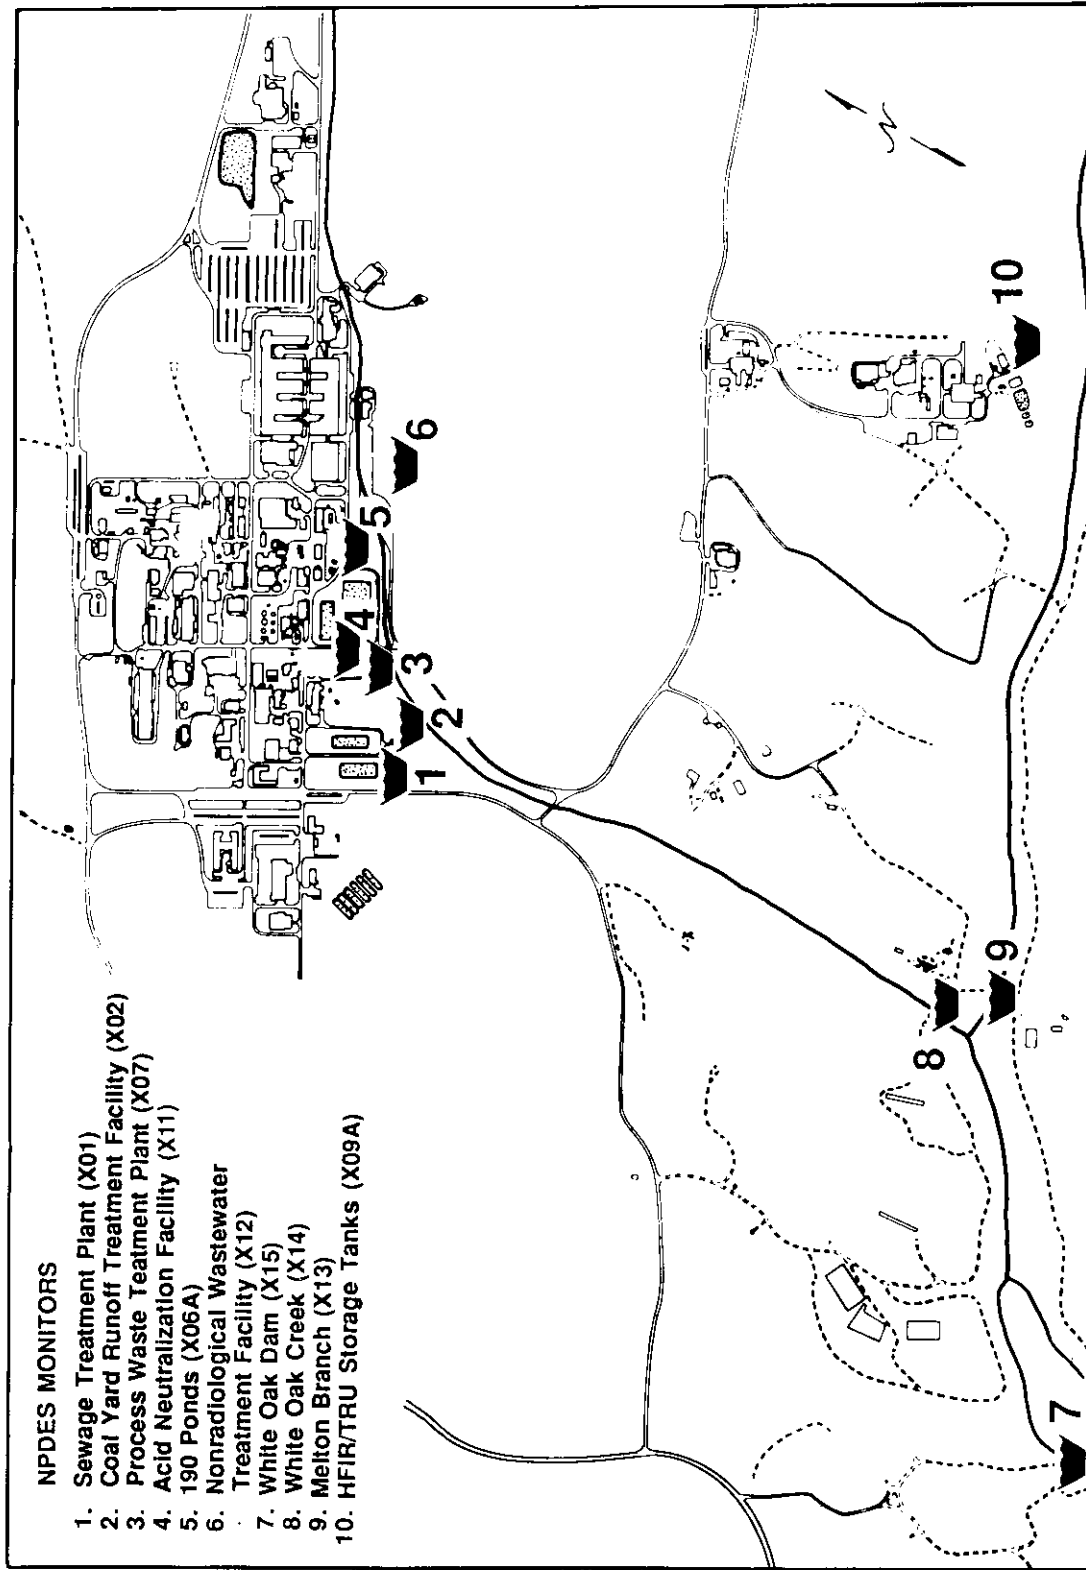 NPDES MONITORS
1. Sewage Treatment Plant (X01)
2. Coal Yard Runoff Treatment Facility (X02)
3. Process Waste Teatment Plant (X07)
4. Acid Neutralization Facility (X11)
5. 190 Ponds (X06A)
6. Nonradiological Wastewater
Treatment Facility (X12)
7. White Oak Dam (X15)
8. White Oak Creek (X14)
9. Melton Branch (X13)
10. HFIR/TRU Storage Tanks (X09A)
1
2
3
4
5
6
7
8
9
10
N